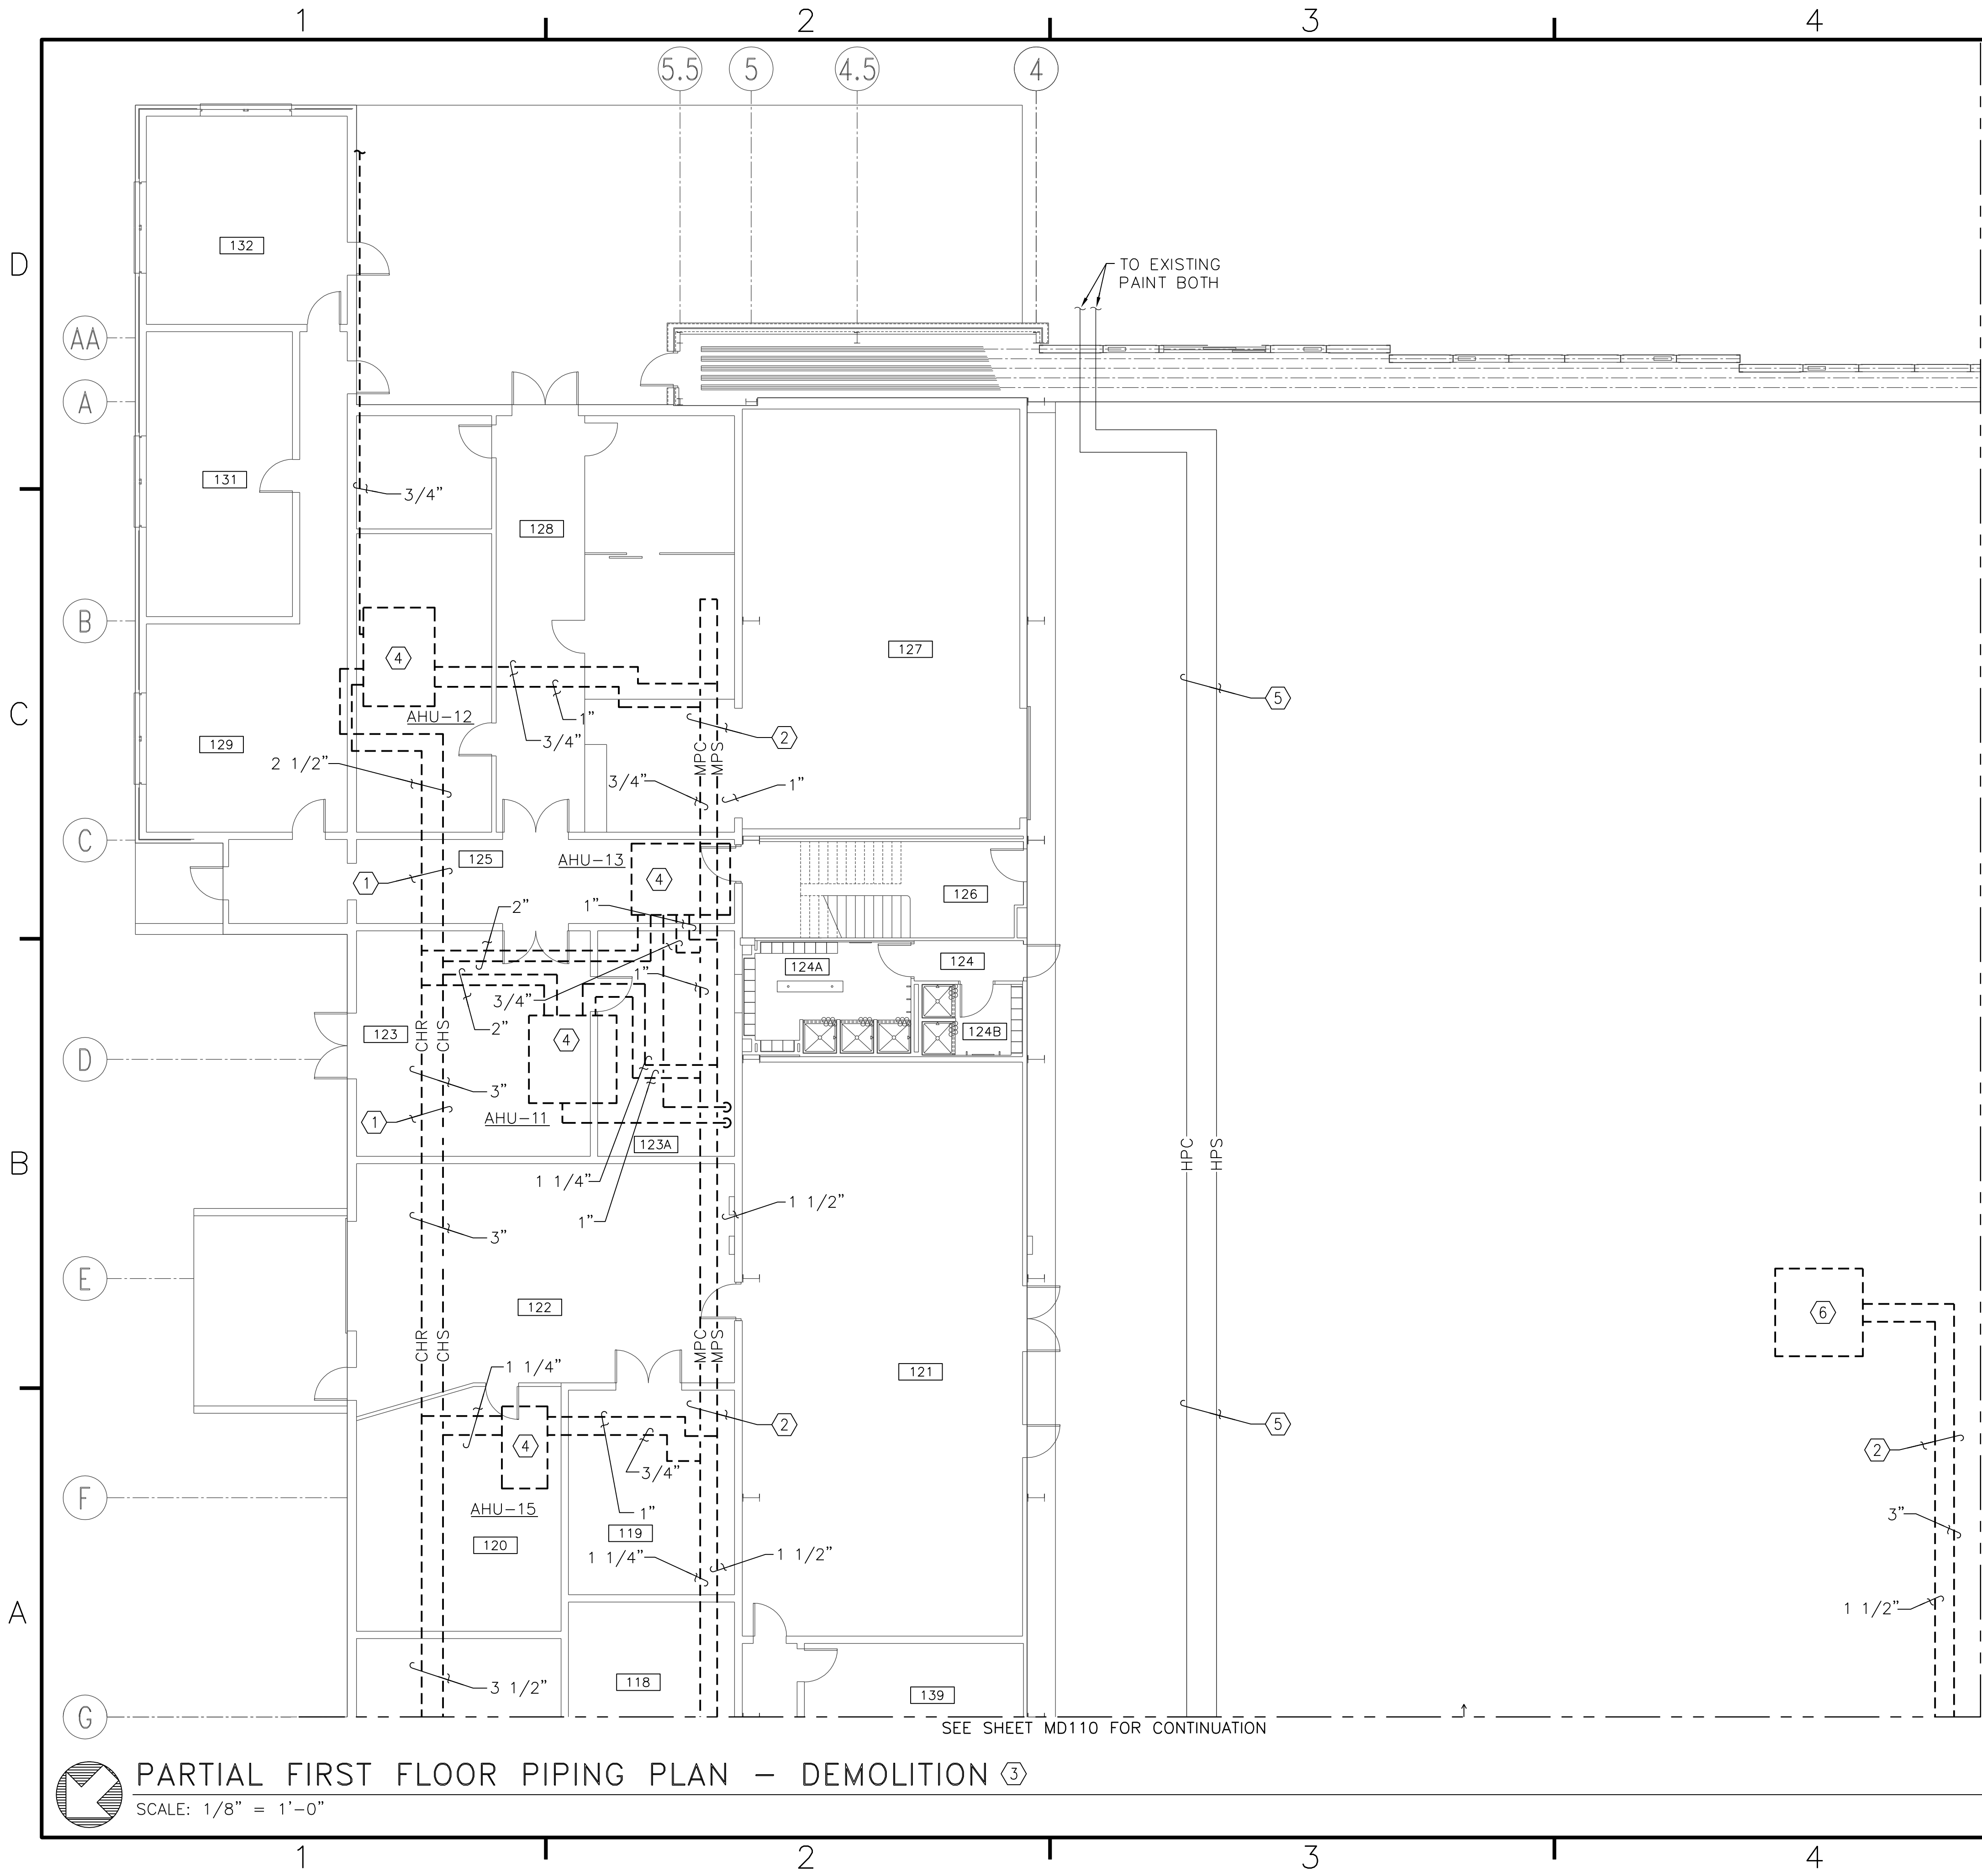 1 2 3 4
5.5 5 4.5 4
D
132
TO EXISTING
PAINT BOTH
AA
A
131
3/4"
128
B
4
127
5
C
AHU-12
1"
2
129
3/4"
MPC
MPS
2 1/2"
3/4"
1"
C
125
AHU-13
4
1
126
2"
1"
124A
124
1"
3/4"
2"
123
CHR
CHS
4
124B
D
3"
1
AHU-11
123A
B
HPC
HPS
1 1/4"
1 1/2"
1"
3"
E
122
6
CHR
CHS
MPC
MPS
1 1/4"
121
2
5
4
2
3/4"
F
AHU-15
1"
3"
119
120
1 1/4"
1 1/2"
A
1 1/2"
118
3 1/2"
139
G
SEE SHEET MD110 FOR CONTINUATION
PARTIAL FIRST FLOOR PIPING PLAN - DEMOLITION 3
SCALE: 1/8" = 1'-0"
1 2 3 4